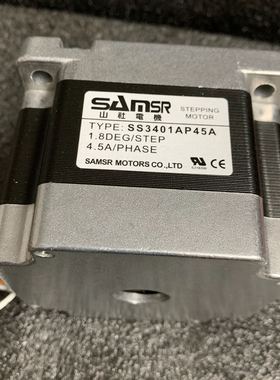 SAMSR
山社電機
STEPPING
MOTOR
TYPE: SS3401AP45A
1.8DEG/STEP
4.5A/PHASE
SAMSR MOTORS CO.,LTD